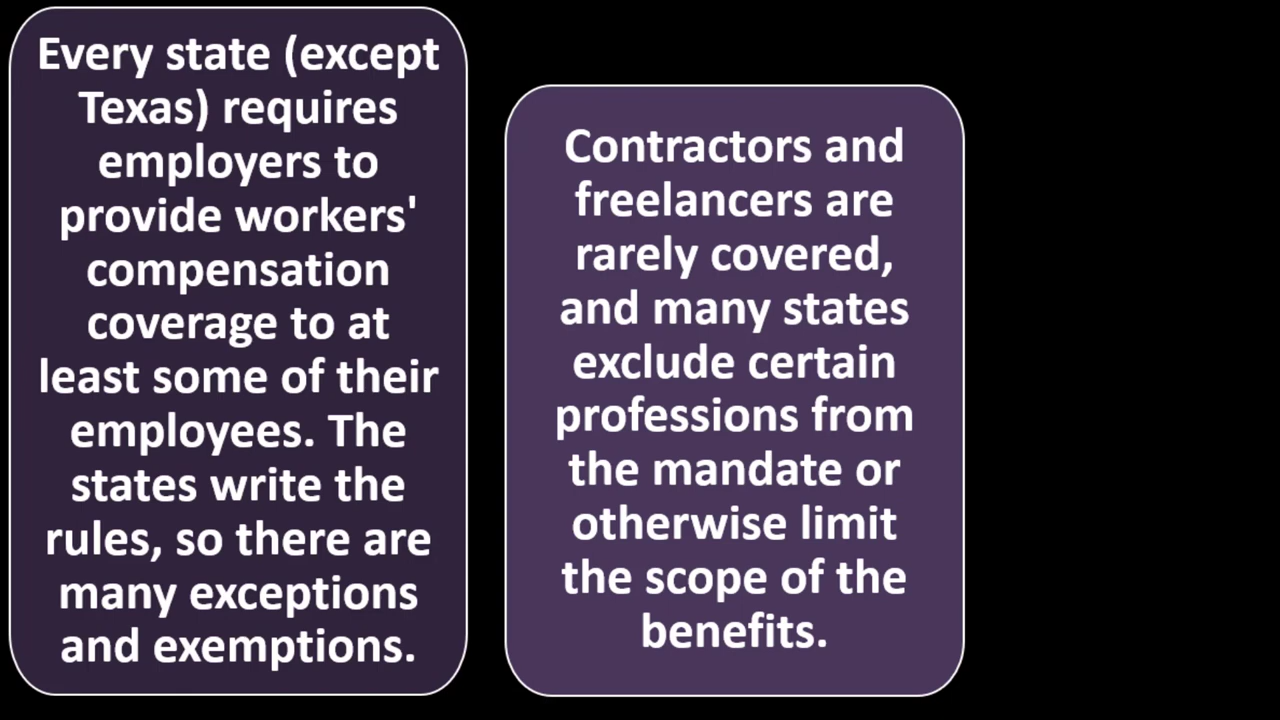 Every state (except
Texas) requires
employers to
provide workers'
compensation
coverage to at
least some of their
employees. The
states write the
rules, so there are
many exceptions
and exemptions.
Contractors and
freelancers are
rarely covered,
and many states
exclude certain
professions from
the mandate or
otherwise limit
the scope of the
benefits.